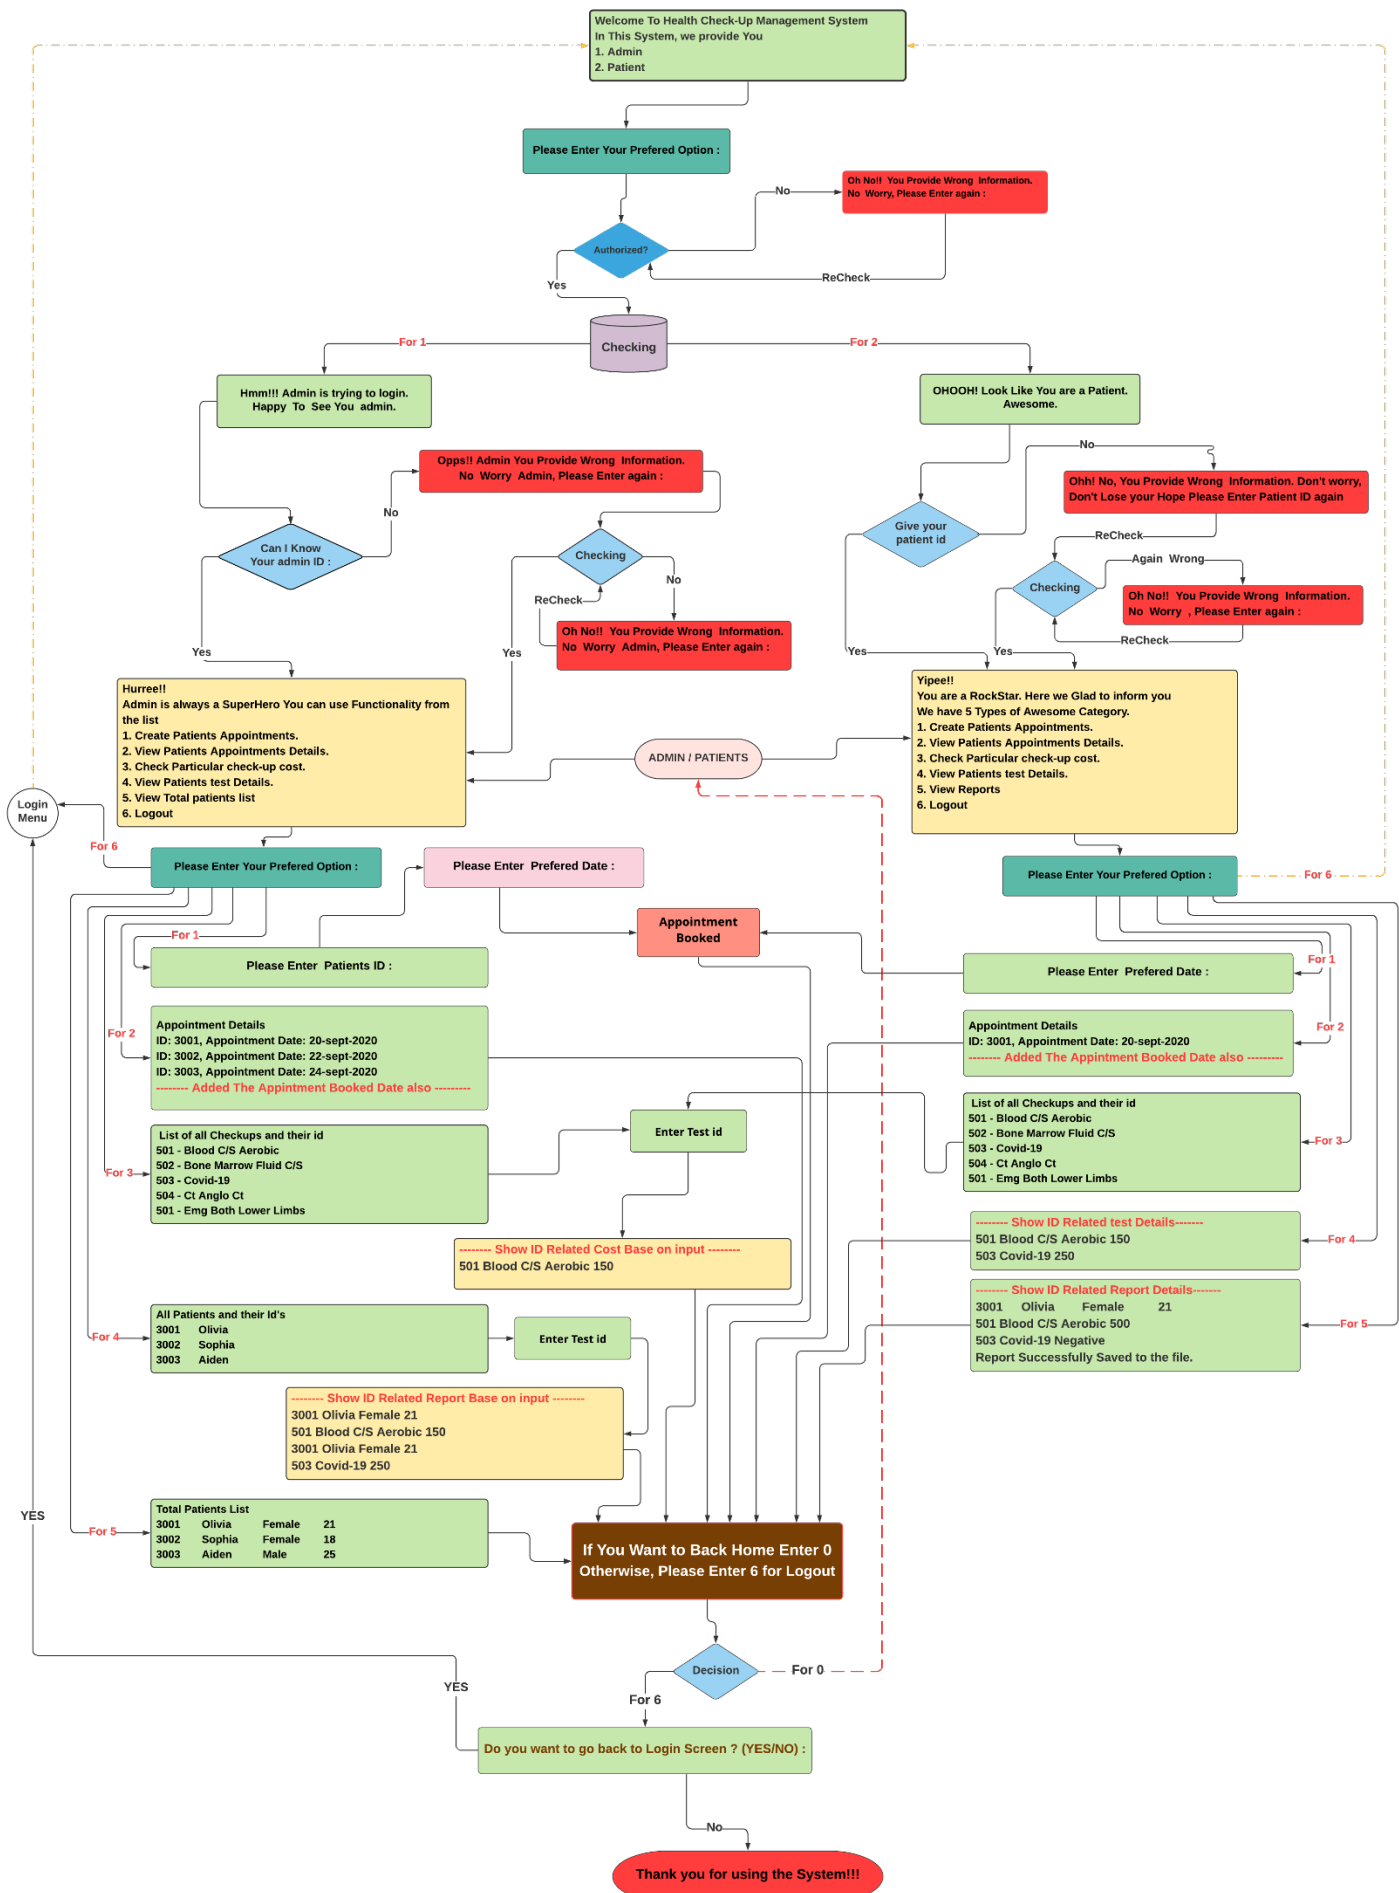 Welcome To Health Check-Up Management System
In This System, we provide You
1. Admin
2. Patient
Please Enter Your Prefered Option :
Oh No!!  You Provide Wrong  Information.
No  Worry, Please Enter again :
No
Authorized?
ReCheck
Yes
For 1
Checking
For 2
Hmm!!! Admin is trying to login.
Happy  To  See You  admin.
OHOOH! Look Like You are a Patient.
Awesome.
Opps!! Admin You Provide Wrong  Information.
No  Worry  Admin, Please Enter again :
No
No
Ohh! No, You Provide Wrong  Information. Don't worry,
Don't Lose your Hope Please Enter Patient ID again
Can I Know
Your admin ID :
Checking
No
ReCheck
Give your
patient id
ReCheck
Checking
Again  Wrong
Oh No!!  You Provide Wrong  Information.
No  Worry  , Please Enter again :
ReCheck
Oh No!!  You Provide Wrong  Information.
No  Worry  Admin, Please Enter again :
Yes
Yes
Yes
Yes
Hurree!!
Admin is always a SuperHero You can use Functionality from
the list
1. Create Patients Appointments.
2. View Patients Appointments Details.
3. Check Particular check-up cost.
4. View Patients test Details.
5. View Total patients list
6. Logout
ADMIN / PATIENTS
Yipee!!
You are a RockStar. Here we Glad to inform you
We have 5 Types of Awesome Category.
1. Create Patients Appointments.
2. View Patients Appointments Details.
3. Check Particular check-up cost.
4. View Patients test Details.
5. View Reports
6. Logout
Login
Menu
For 6
Please Enter Your Prefered Option :
Please Enter  Prefered Date :
Please Enter Your Prefered Option :
For 6
For 1
Please Enter  Patients ID :
Appointment
Booked
Please Enter  Prefered Date :
For 1
For 2
Appointment Details
ID: 3001, Appointment Date: 20-sept-2020
ID: 3002, Appointment Date: 22-sept-2020
ID: 3003, Appointment Date: 24-sept-2020
-------- Added The Appintment Booked Date also ---------
Appointment Details
ID: 3001, Appointment Date: 20-sept-2020
-------- Added The Appintment Booked Date also ---------
For 2
For 3
List of all Checkups and their id
501 - Blood C/S Aerobic
502 - Bone Marrow Fluid C/S
503 - Covid-19
504 - Ct Anglo Ct
501 - Emg Both Lower Limbs
Enter Test id
List of all Checkups and their id
501 - Blood C/S Aerobic
502 - Bone Marrow Fluid C/S
503 - Covid-19
504 - Ct Anglo Ct
501 - Emg Both Lower Limbs
For 3
-------- Show ID Related Cost Base on input --------
501 Blood C/S Aerobic 150
-------- Show ID Related test Details-------
501 Blood C/S Aerobic 150
503 Covid-19 250
For 4
-------- Show ID Related Report Details-------
3001      Olivia         Female           21
501 Blood C/S Aerobic 500
503 Covid-19 Negative
Report Successfully Saved to the file.
For 5
For 4
All Patients and their Id's
3001      Olivia
3002      Sophia
3003      Aiden
Enter Test id
-------- Show ID Related Report Base on input --------
3001 Olivia Female 21
501 Blood C/S Aerobic 150
3001 Olivia Female 21
503 Covid-19 250
YES
For 5
Total Patients List
3001       Olivia          Female        21
3002       Sophia        Female        18
3003       Aiden          Male            25
If You Want to Back Home Enter 0
Otherwise, Please Enter 6 for Logout
Decision
For 0
YES
For 6
Do you want to go back to Login Screen ? (YES/NO) :
No
Thank you for using the System!!!